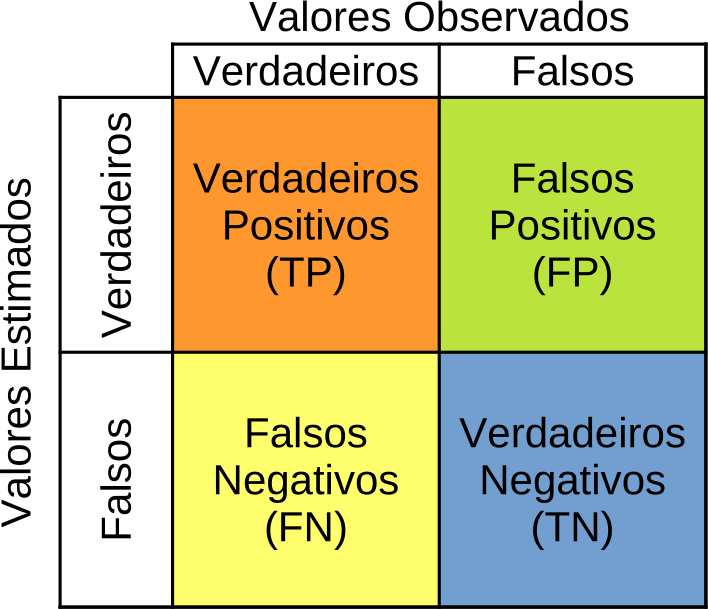 Valores Observados
Verdadeiros
Falsos
Valores Estimados
Verdadeiros
Verdadeiros
Positivos
(TP)
Falsos
Positivos
(FP)
Falsos
Falsos
Negativos
(FN)
Verdadeiros
Negativos
(TN)